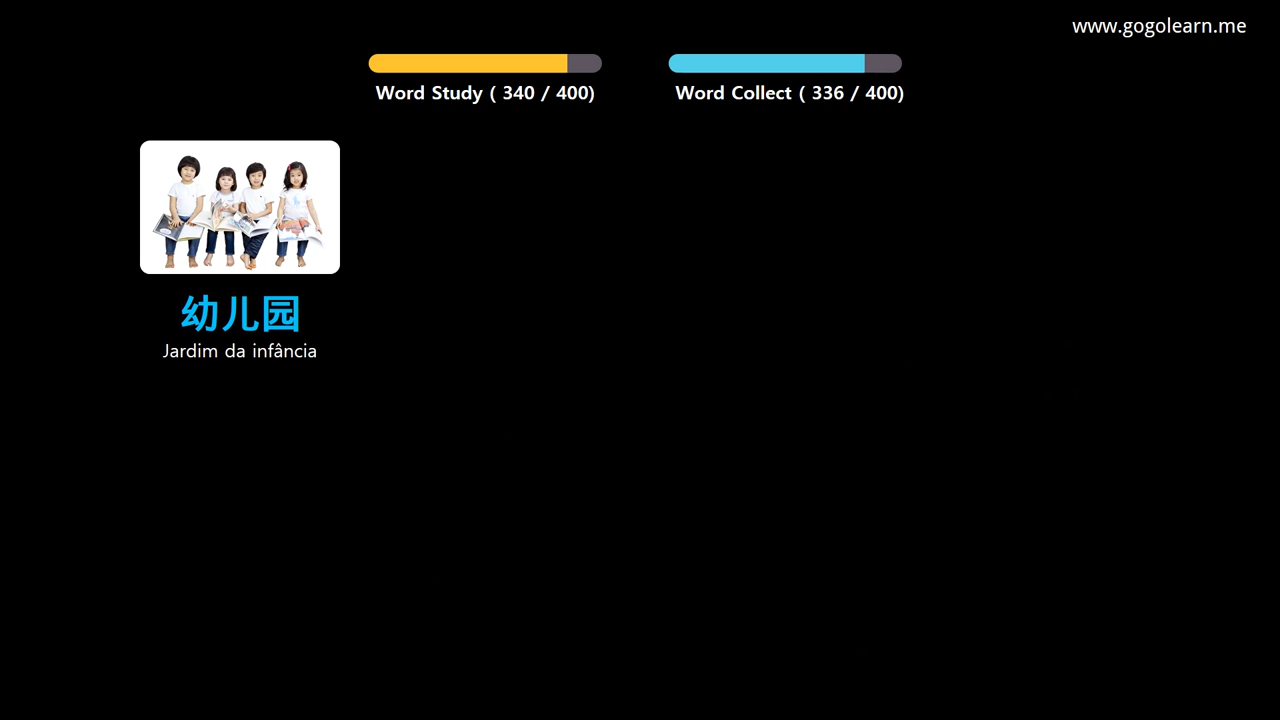 www.gogolearn.me
Word Study ( 340 / 400)
Word Collect ( 336 / 400)
幼儿园
Jardim da infância